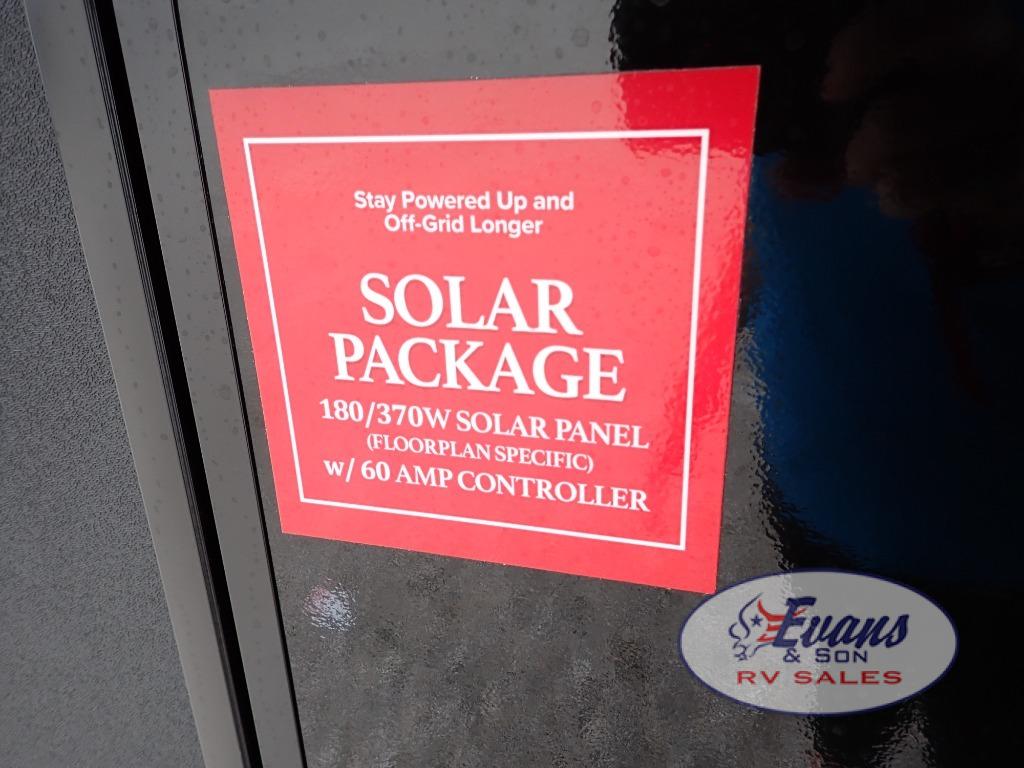 Stay Powered Up and
Off-Grid Longer
SOLAR
PACKAGE
180/370W SOLAR PANEL
(FLOORPLAN SPECIFIC)
w/ 60 AMP CONTROLLER
Evans
& SON
RV SALES